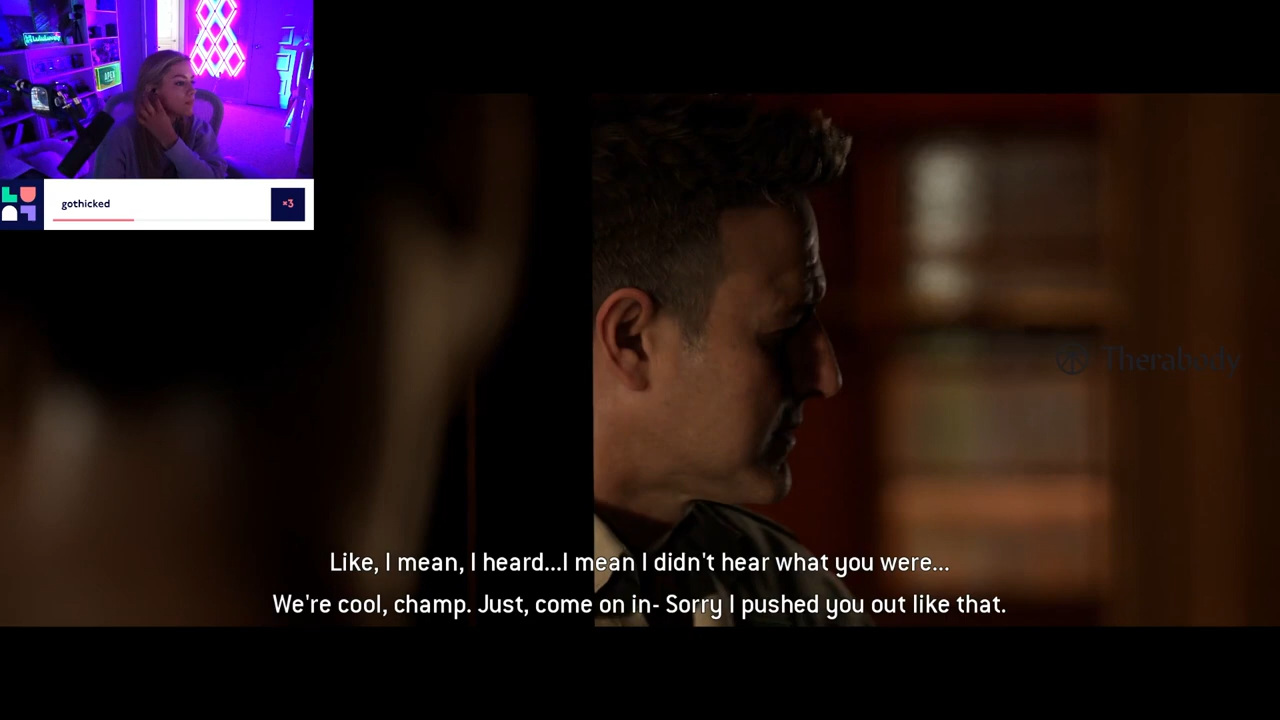 APEX
gothicked
×3
Therabody
Like, I mean, I heard...I mean I didn't hear what you were...
We're cool, champ. Just, come on in- Sorry I pushed you out like that.